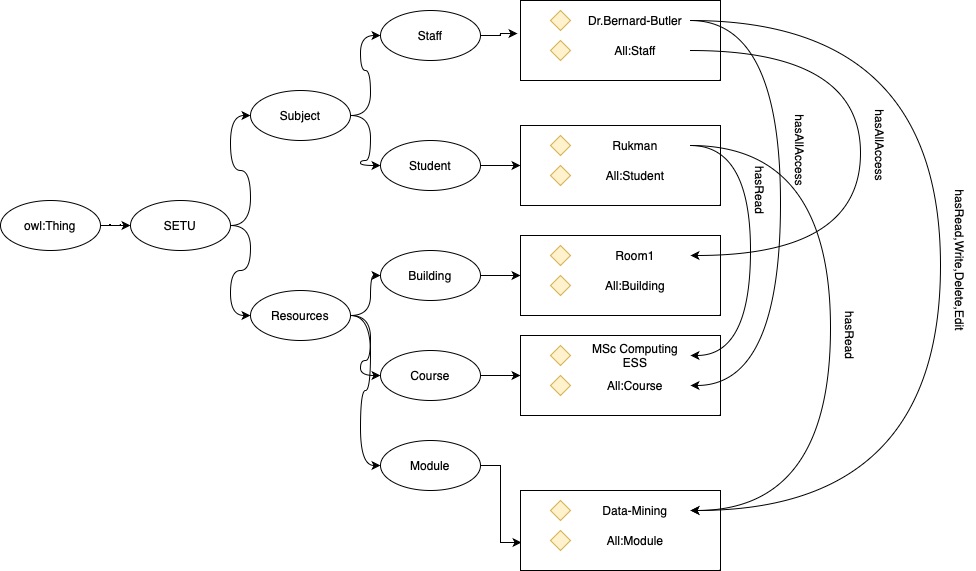 owl:Thing
SETU
Subject
Resources
Staff
Student
Building
Course
Module
Dr.Bernard-Butler
All:Staff
Rukman
All:Student
Room1
All:Building
MSc Computing
ESS
All:Course
Data-Mining
All:Module
hasRead
hasAllAccess
hasRead
hasAllAccess
hasRead,Write,Delete,Edit